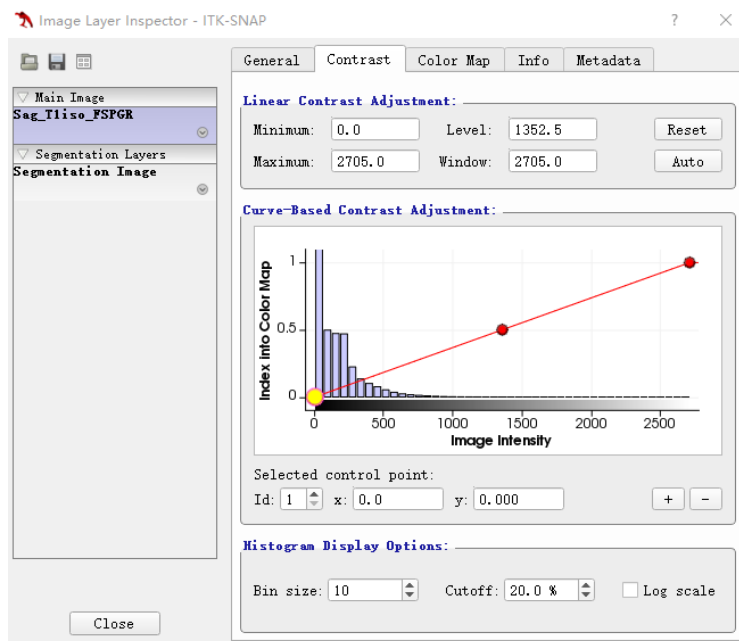 Image Layer Inspector - ITK-SNAP
General Contrast Color Map Info Metadata
Main Image
Sag_T1iso_FSPGR
Segmentation Layers
Segmentation Image
Linear Contrast Adjustment:
Minimum: 0.0 Level: 1352.5 Reset
Maximum: 2705.0 Window: 2705.0 Auto
Curve-Based Contrast Adjustment:
Index into Color Map
1
0.5
0
0 500 1000 1500 2000 2500
Image Intensity
Selected control point:
Id: 1 x: 0.0 y: 0.000 + -
Histogram Display Options:
Bin size: 10 Cutoff: 20.0 % Log scale
Close